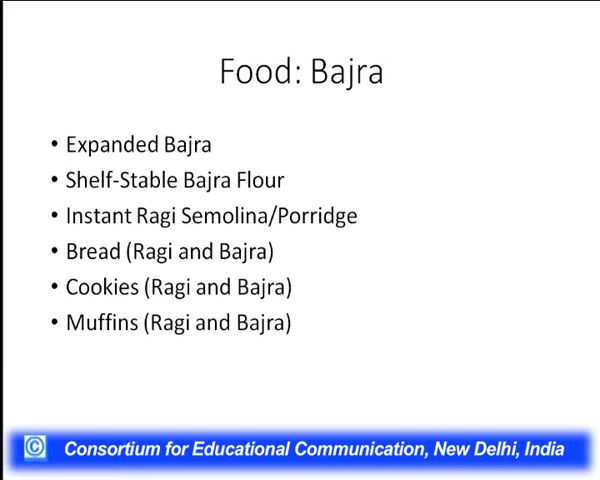 Food: Bajra
• Expanded Bajra
• Shelf-Stable Bajra Flour
• Instant Ragi Semolina/Porridge
• Bread (Ragi and Bajra)
• Cookies (Ragi and Bajra)
• Muffins (Ragi and Bajra)
© Consortium for Educational Communication, New Delhi, India